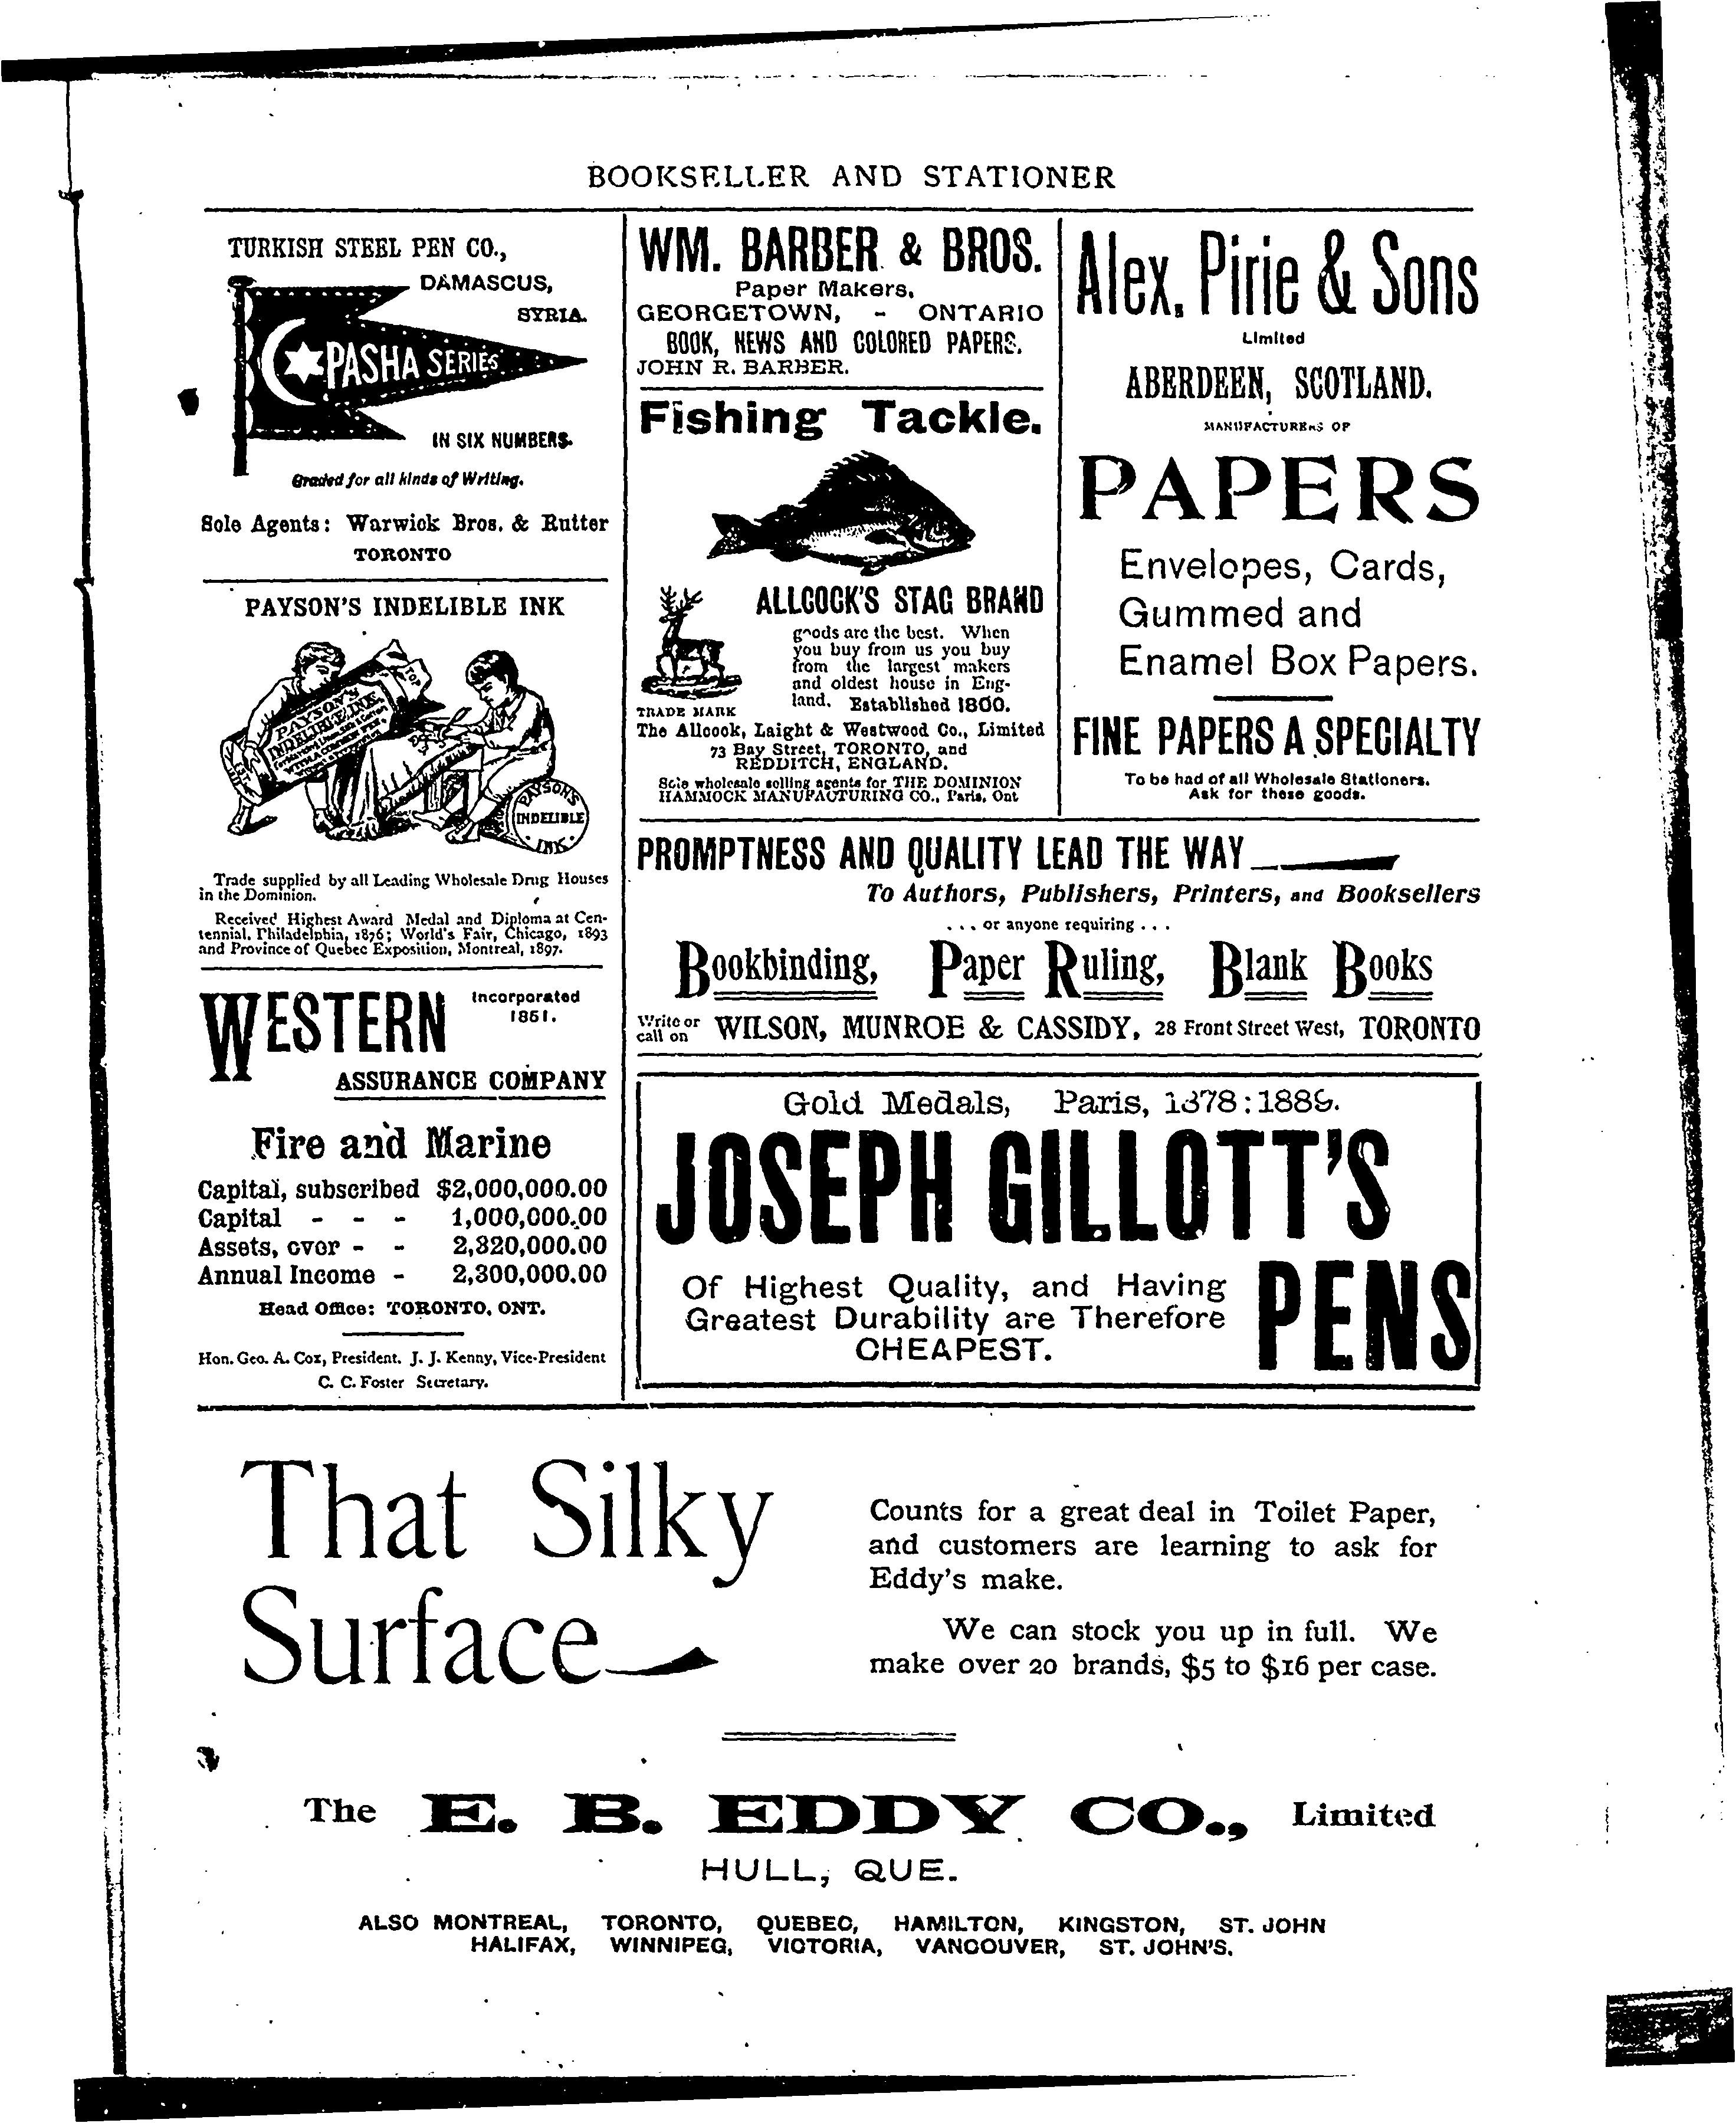 BOOKSELLER AND STATIONER
TURKISH STEEL PEN CO.,
DAMASCUS,
SYRIA.
PASHA SERIES
IN SIX NUMBERS.
Graded for all kinds of Writing.
Sole Agents: Warwick Bros. & Rutter
TORONTO
PAYSON'S INDELIBLE INK
PAYSON'S
INDELIBLE INK
PAYSON'S
INDELIBLE
INK
Trade supplied by all Leading Wholesale Drug Houses
in the Dominion.
Received Highest Award Medal and Diploma at Cen-
tennial, Philadelphia, 1876; World's Fair, Chicago, 1893
and Province of Quebec Exposition, Montreal, 1897.
WESTERN
Incorporated
1851.
ASSURANCE COMPANY
Fire and Marine
Capital, subscribed $2,000,000.00
Capital - - - 1,000,000.00
Assets, over - - 2,320,000.00
Annual Income - 2,300,000.00
Head Office: TORONTO, ONT.
Hon. Geo. A. Cox, President. J. J. Kenny, Vice-President
C. C. Foster Secretary.
WM. BARBER & BROS.
Paper Makers,
GEORGETOWN, - ONTARIO
BOOK, NEWS AND COLORED PAPERS.
JOHN R. BARBER.
Fishing Tackle.
ALLCOCK'S STAG BRAND
goods are the best. When
you buy from us you buy
from the largest makers
and oldest house in Eng-
land. Established 1800.
TRADE MARK
The Allcock, Laight & Westwood Co., Limited
73 Bay Street, TORONTO, and
REDDITCH, ENGLAND.
Sole wholesale selling agents for THE DOMINION
HAMMOCK MANUFACTURING CO., Paris, Ont
Alex. Pirie & Sons
Limited
ABERDEEN, SCOTLAND.
MANUFACTURERS OF
PAPERS
Envelopes, Cards,
Gummed and
Enamel Box Papers.
FINE PAPERS A SPECIALTY
To be had of all Wholesale Stationers.
Ask for these goods.
PROMPTNESS AND QUALITY LEAD THE WAY
To Authors, Publishers, Printers, and Booksellers
. . . or anyone requiring . . .
Bookbinding, Paper Ruling, Blank Books
Write or
call on WILSON, MUNROE & CASSIDY, 28 Front Street West, TORONTO
Gold Medals, Paris, 1878:1889.
JOSEPH GILLOTT'S
Of Highest Quality, and Having
Greatest Durability are Therefore
CHEAPEST.
PENS
That Silky
Surface
Counts for a great deal in Toilet Paper,
and customers are learning to ask for
Eddy's make.
We can stock you up in full. We
make over 20 brands, $5 to $16 per case.
The E. B. EDDY CO., Limited
HULL, QUE.
ALSO MONTREAL, TORONTO, QUEBEC, HAMILTON, KINGSTON, ST. JOHN
HALIFAX, WINNIPEG, VICTORIA, VANCOUVER, ST. JOHN'S.